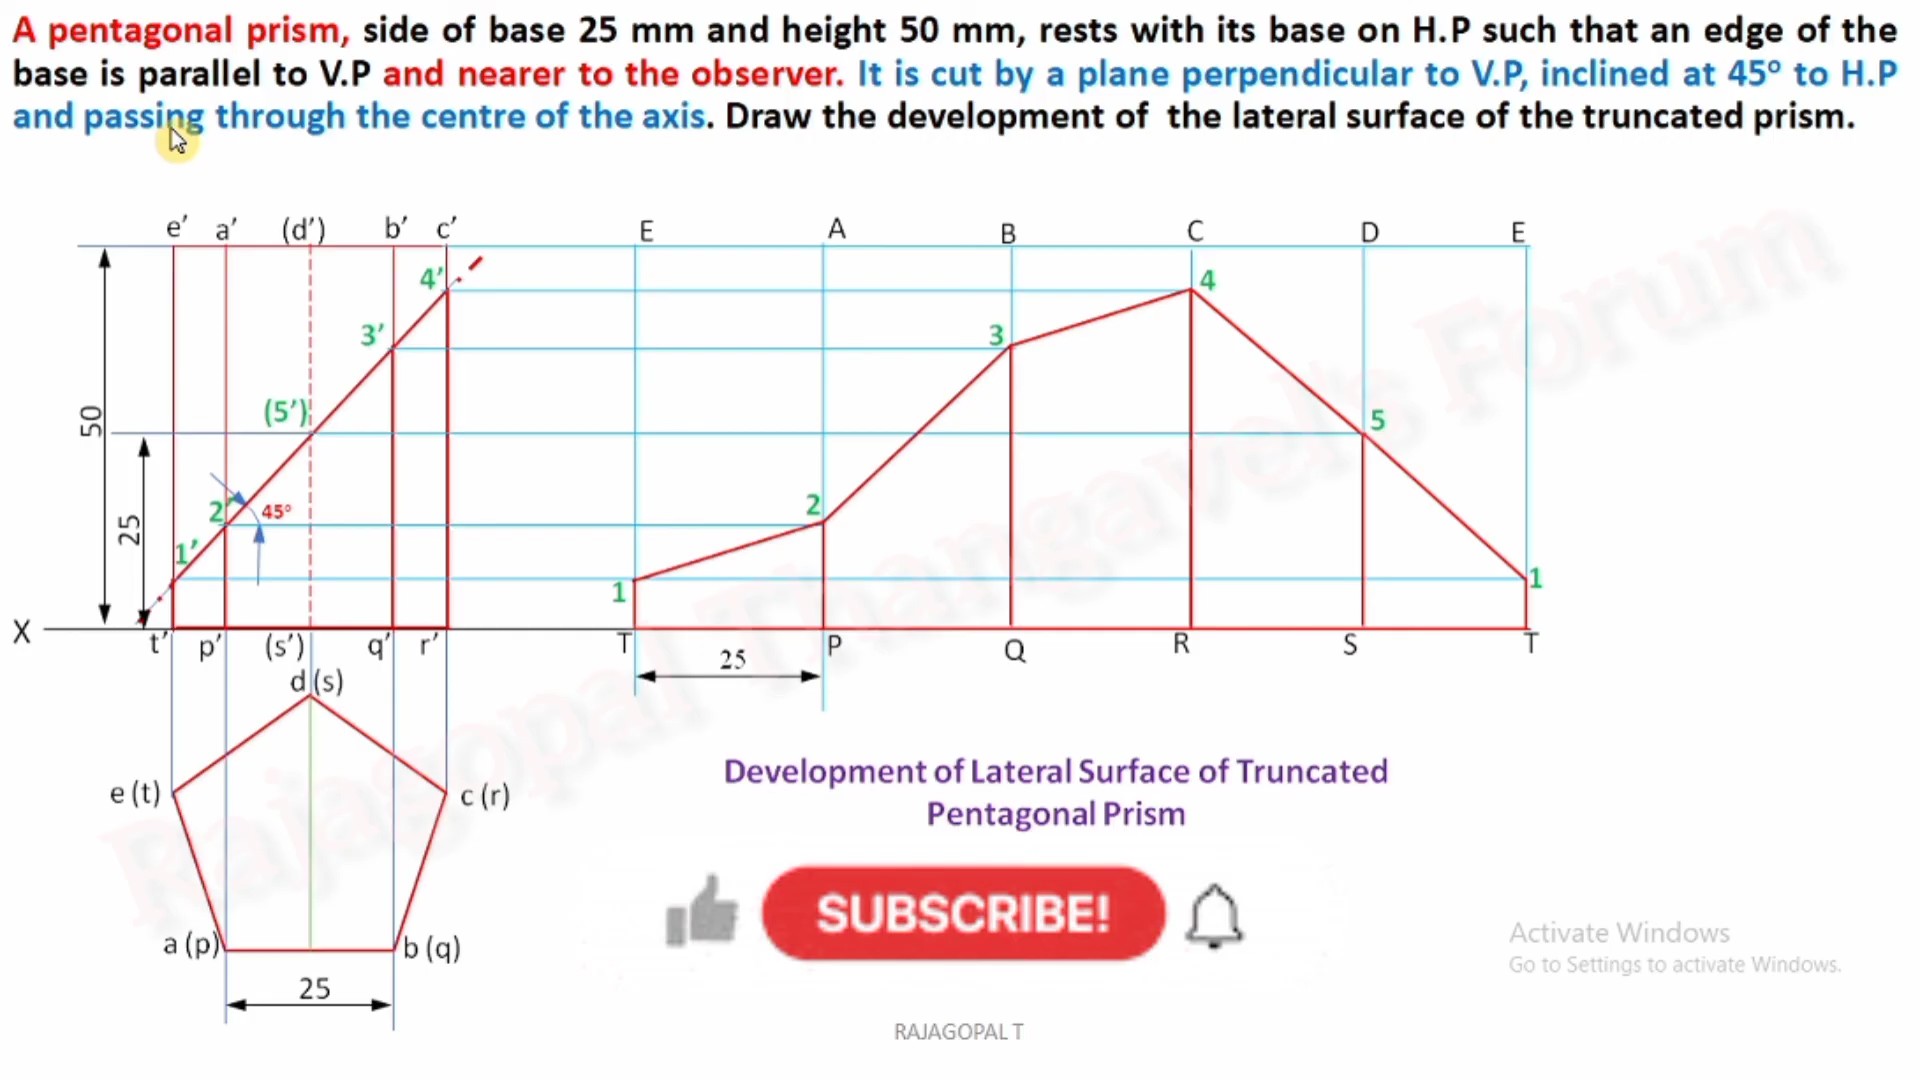 A pentagonal prism, side of base 25 mm and height 50 mm, rests with its base on H.P such that an edge of the
base is parallel to V.P and nearer to the observer. It is cut by a plane perpendicular to V.P, inclined at 45º to H.P
and passing through the centre of the axis. Draw the development of the lateral surface of the truncated prism.
e′ a′ (d′) b′ c′ E A B C D E
4′ 4
3′ 3
(5′) 5
50
2′ 45° 2
25
1′ 1 1
X t′ p′ (s′) q′ r′ T P Q R S T
25
d (s)
e (t) c (r)
a (p) b (q)
25
Development of Lateral Surface of Truncated
Pentagonal Prism
SUBSCRIBE!
Activate Windows
Go to Settings to activate Windows.
RAJAGOPAL T
Rajagopal Thangavel's Forum